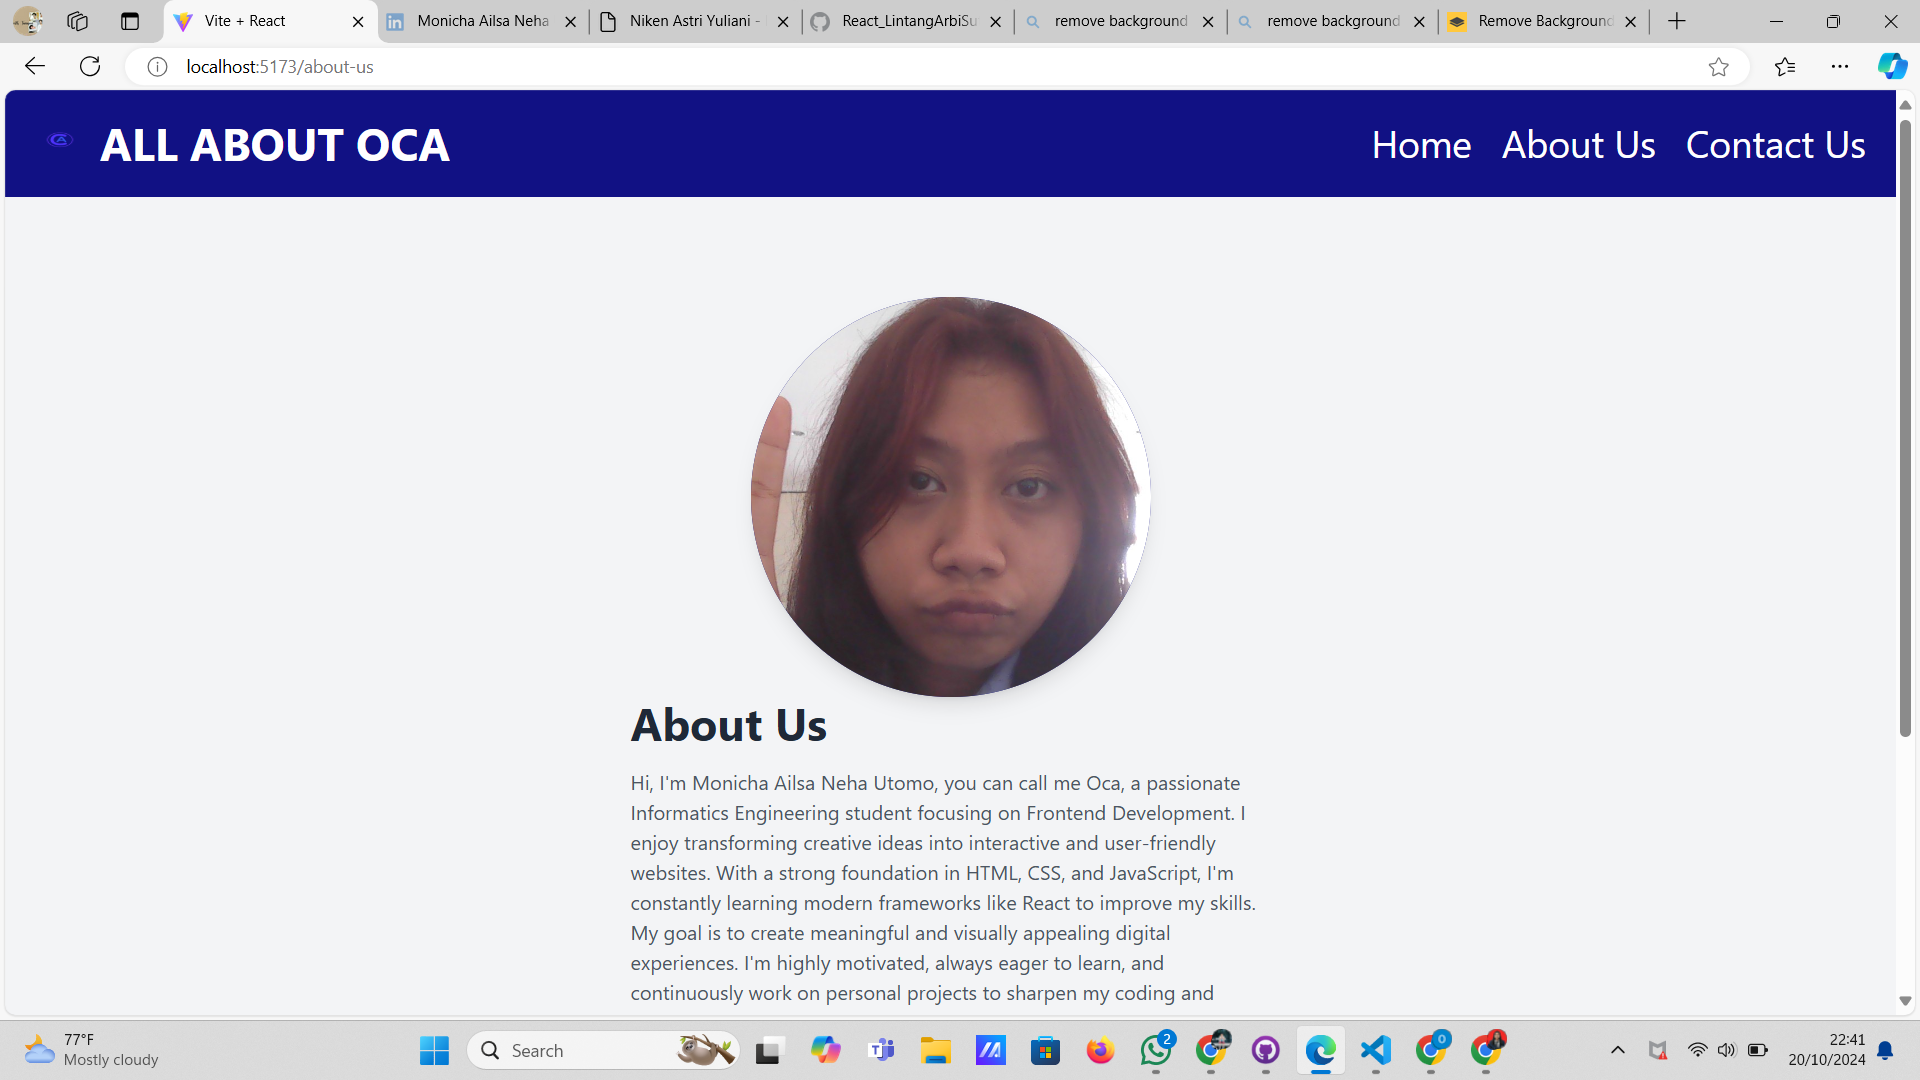 Vite + React
Monicha Ailsa Neha
Niken Astri Yuliani -
React_LintangArbiSu
remove background
remove background
Remove Background
localhost:5173/about-us
ALL ABOUT OCA
Home About Us Contact Us
About Us
Hi, I'm Monicha Ailsa Neha Utomo, you can call me Oca, a passionate
Informatics Engineering student focusing on Frontend Development. I
enjoy transforming creative ideas into interactive and user-friendly
websites. With a strong foundation in HTML, CSS, and JavaScript, I'm
constantly learning modern frameworks like React to improve my skills.
My goal is to create meaningful and visually appealing digital
experiences. I'm highly motivated, always eager to learn, and
continuously work on personal projects to sharpen my coding and
77°F
Mostly cloudy
Search
2
0
22:41
20/10/2024